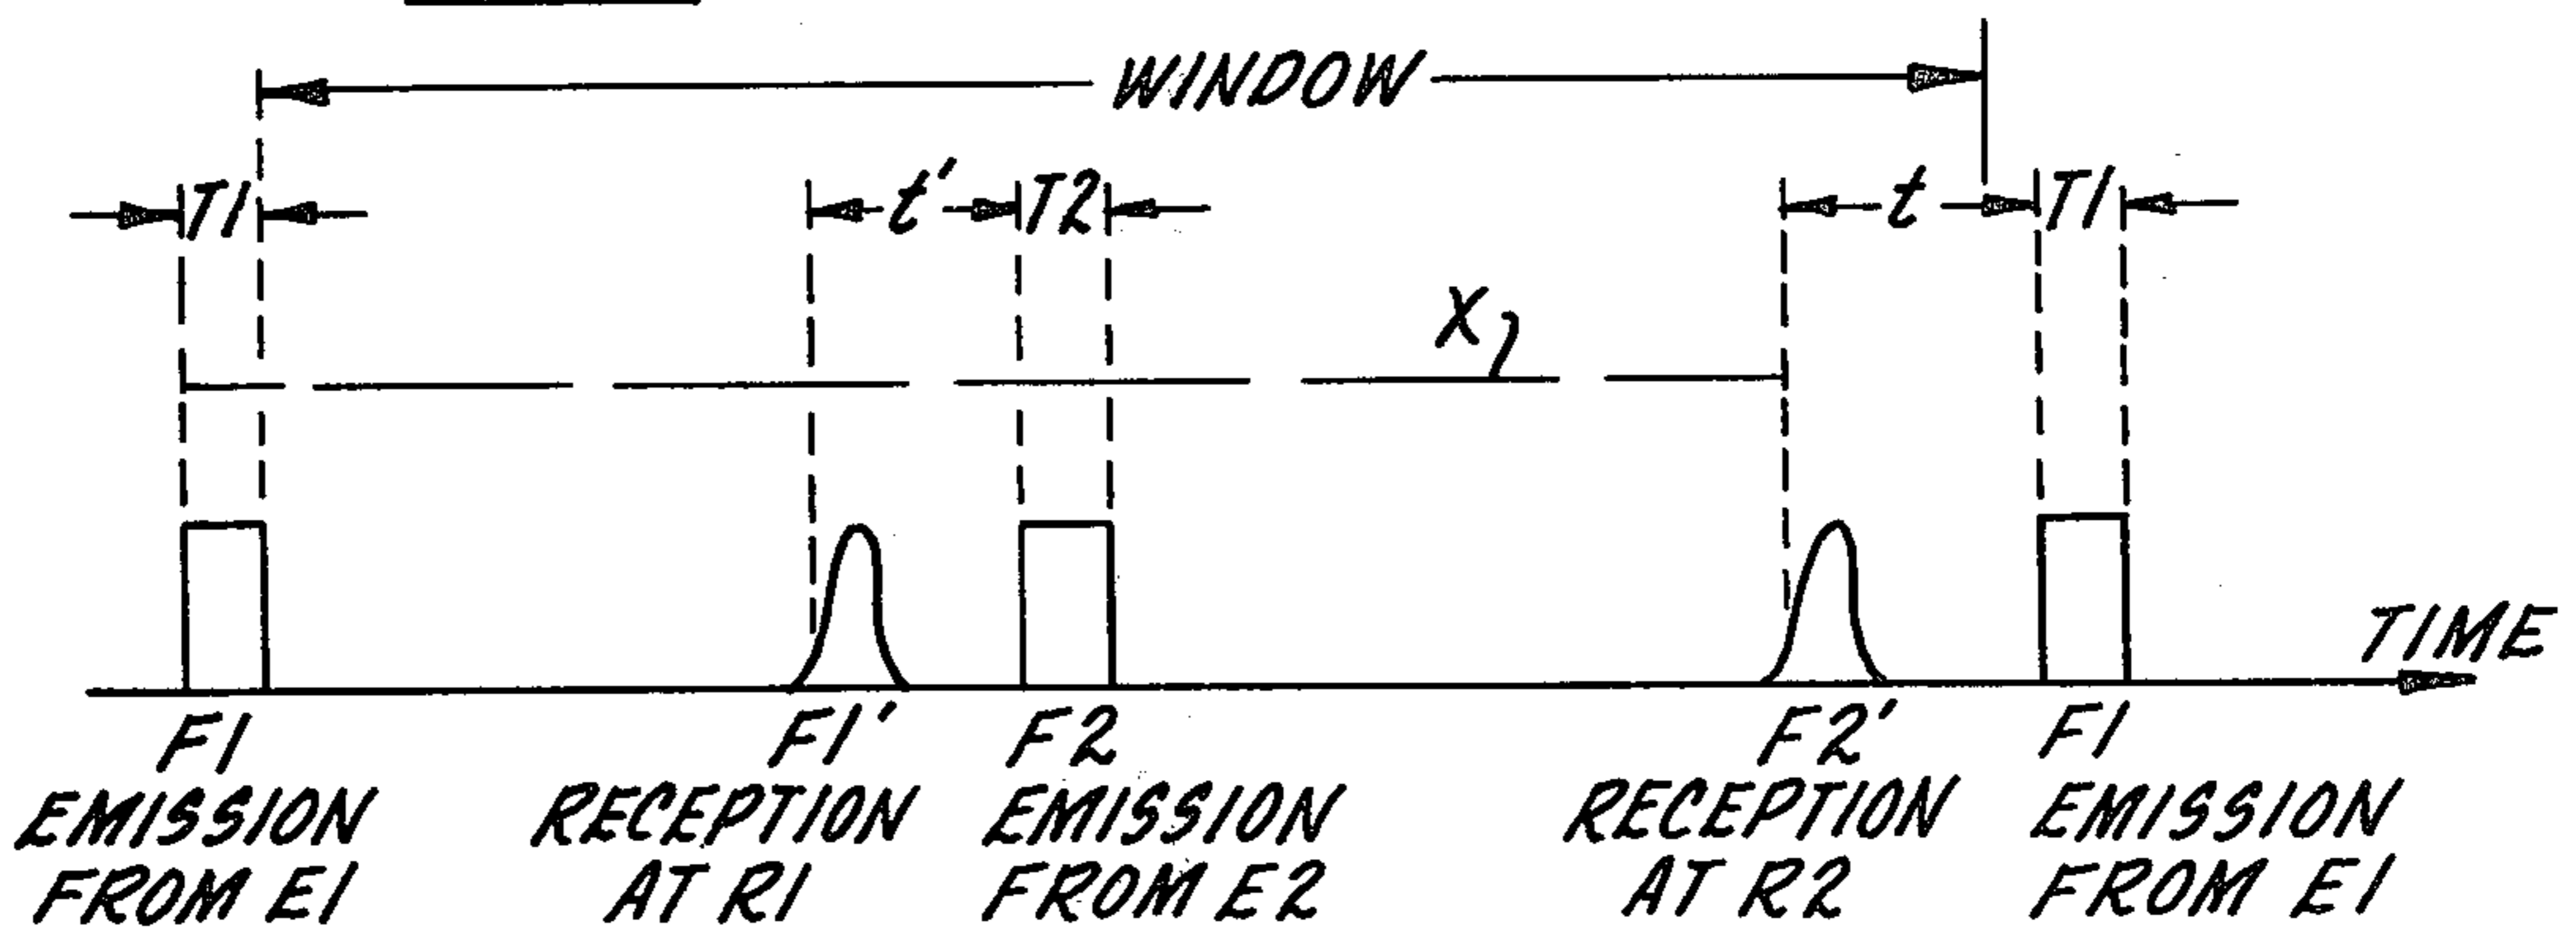 WINDOW
T1 t' T2 t T1
X
TIME
F1 F1' F2 F2' F1
EMISSION RECEPTION EMISSION RECEPTION EMISSION
FROM E1 AT R1 FROM E2 AT R2 FROM E1